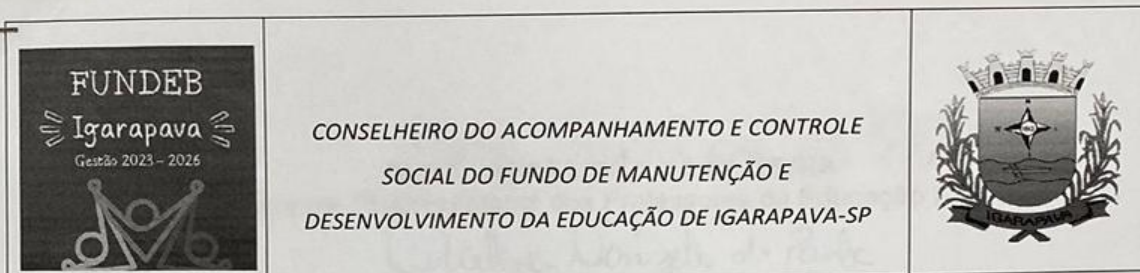 FUNDEB
Igarapava
Gestão 2023 – 2026
CONSELHEIRO DO ACOMPANHAMENTO E CONTROLE
SOCIAL DO FUNDO DE MANUTENÇÃO E
DESENVOLVIMENTO DA EDUCAÇÃO DE IGARAPAVA-SP
IGARAPAVA